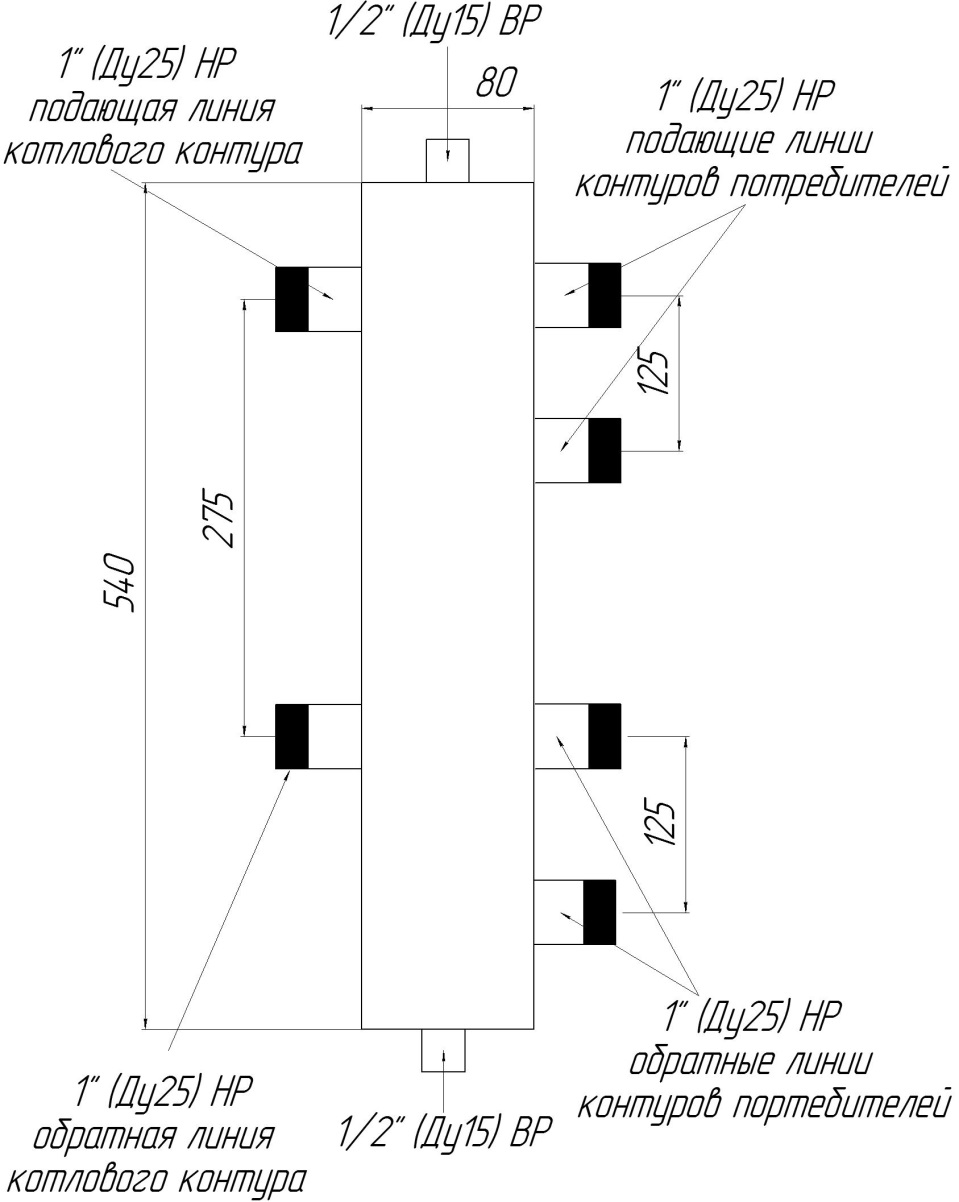 1/2" (Ду15) ВР
1" (Ду25) НР
подающая линия
котлового контура
80
1" (Ду25) НР
подающие линии
контуров потребителей
125
275
540
125
1" (Ду25) НР
обратные линии
контуров портебителей
1" (Ду25) НР
обратная линия
котлового контура
1/2" (Ду15) ВР